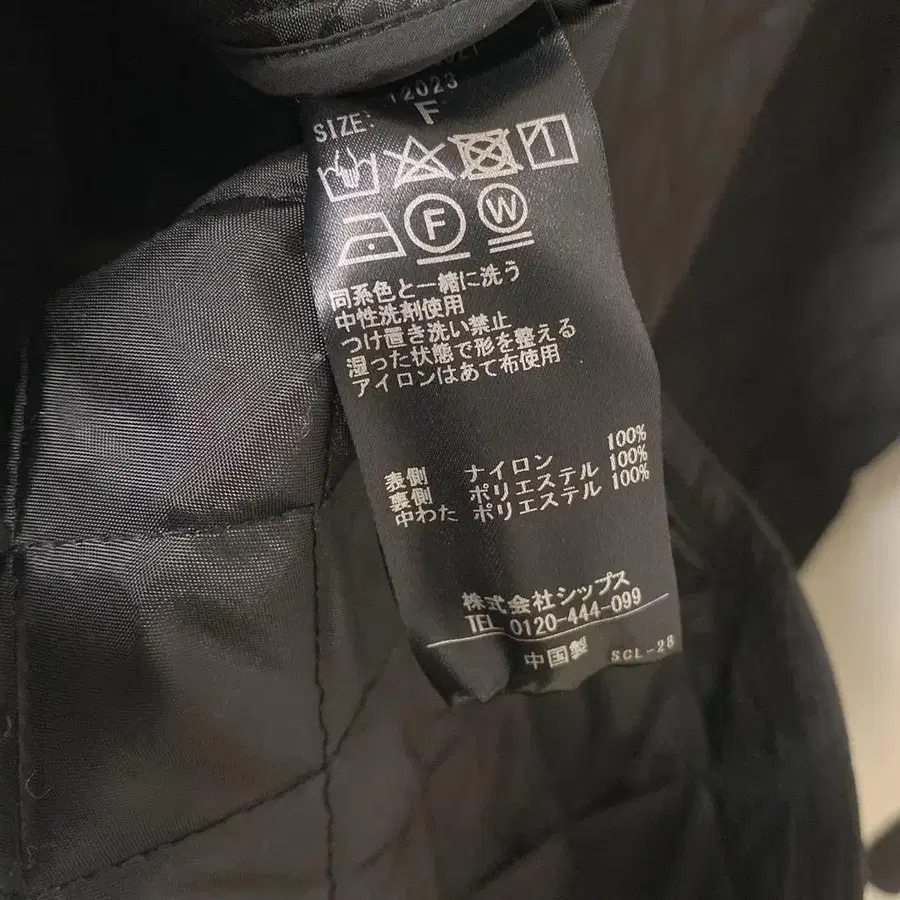 12023
SIZE: F
F W
同系色と一緒に洗う
中性洗剤使用
つけ置き洗い禁止
湿った状態で形を整える
アイロンはあて布使用
表側 ナイロン 100%
裏側 ポリエステル 100%
中わた ポリエステル 100%
株式会社シップス
TEL 0120-444-099
中国製 SCL-28